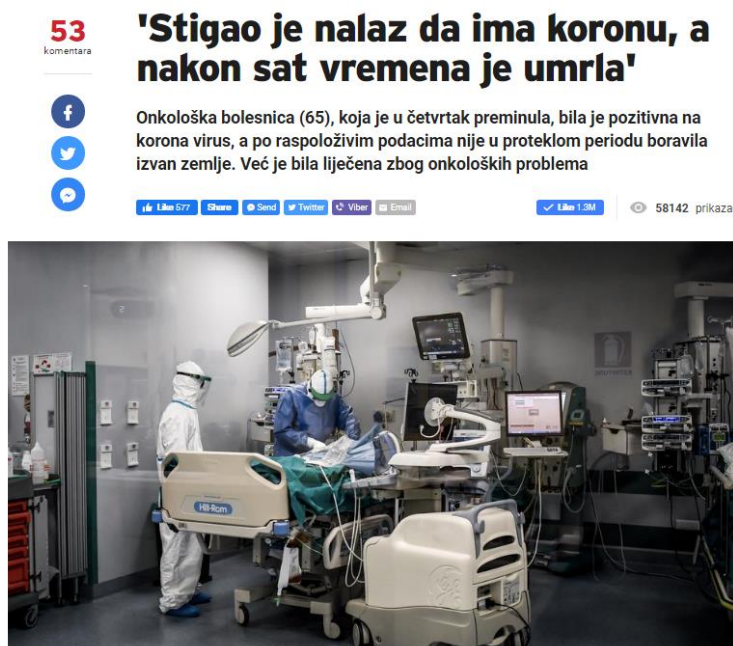 53
komentara
'Stigao je nalaz da ima koronu, a
nakon sat vremena je umrla'
Onkološka bolesnica (65), koja je u četvrtak preminula, bila je pozitivna na
korona virus, a po raspoloživim podacima nije u proteklom periodu boravila
izvan zemlje. Već je bila liječena zbog onkoloških problema
Like 577 Share Send Twitter Viber Email Like 1.3M 58142 prikaza
Hill-Rom